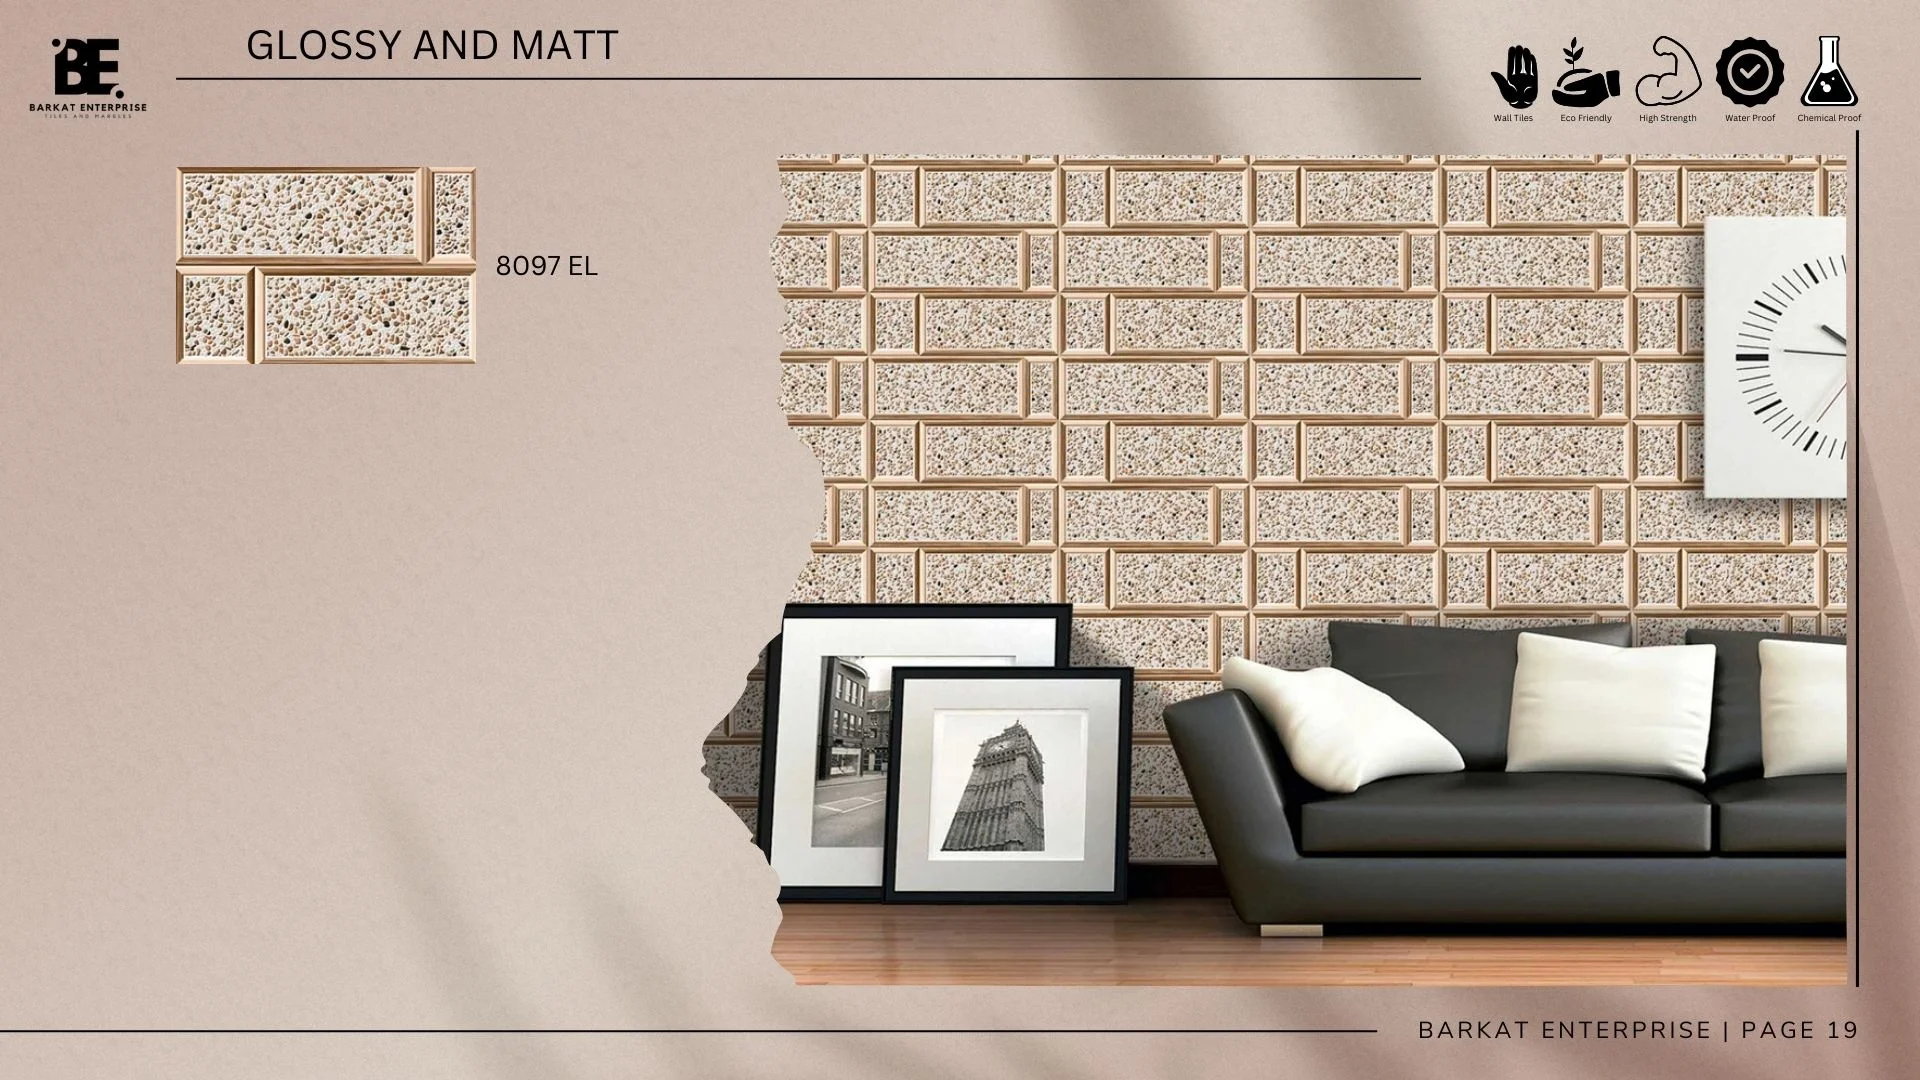 BE.
BARKAT ENTERPRISE
TILES AND MARBLES
GLOSSY AND MATT
Wall Tiles
Eco Friendly
High Strength
Water Proof
Chemical Proof
8097 EL
BARKAT ENTERPRISE | PAGE 19